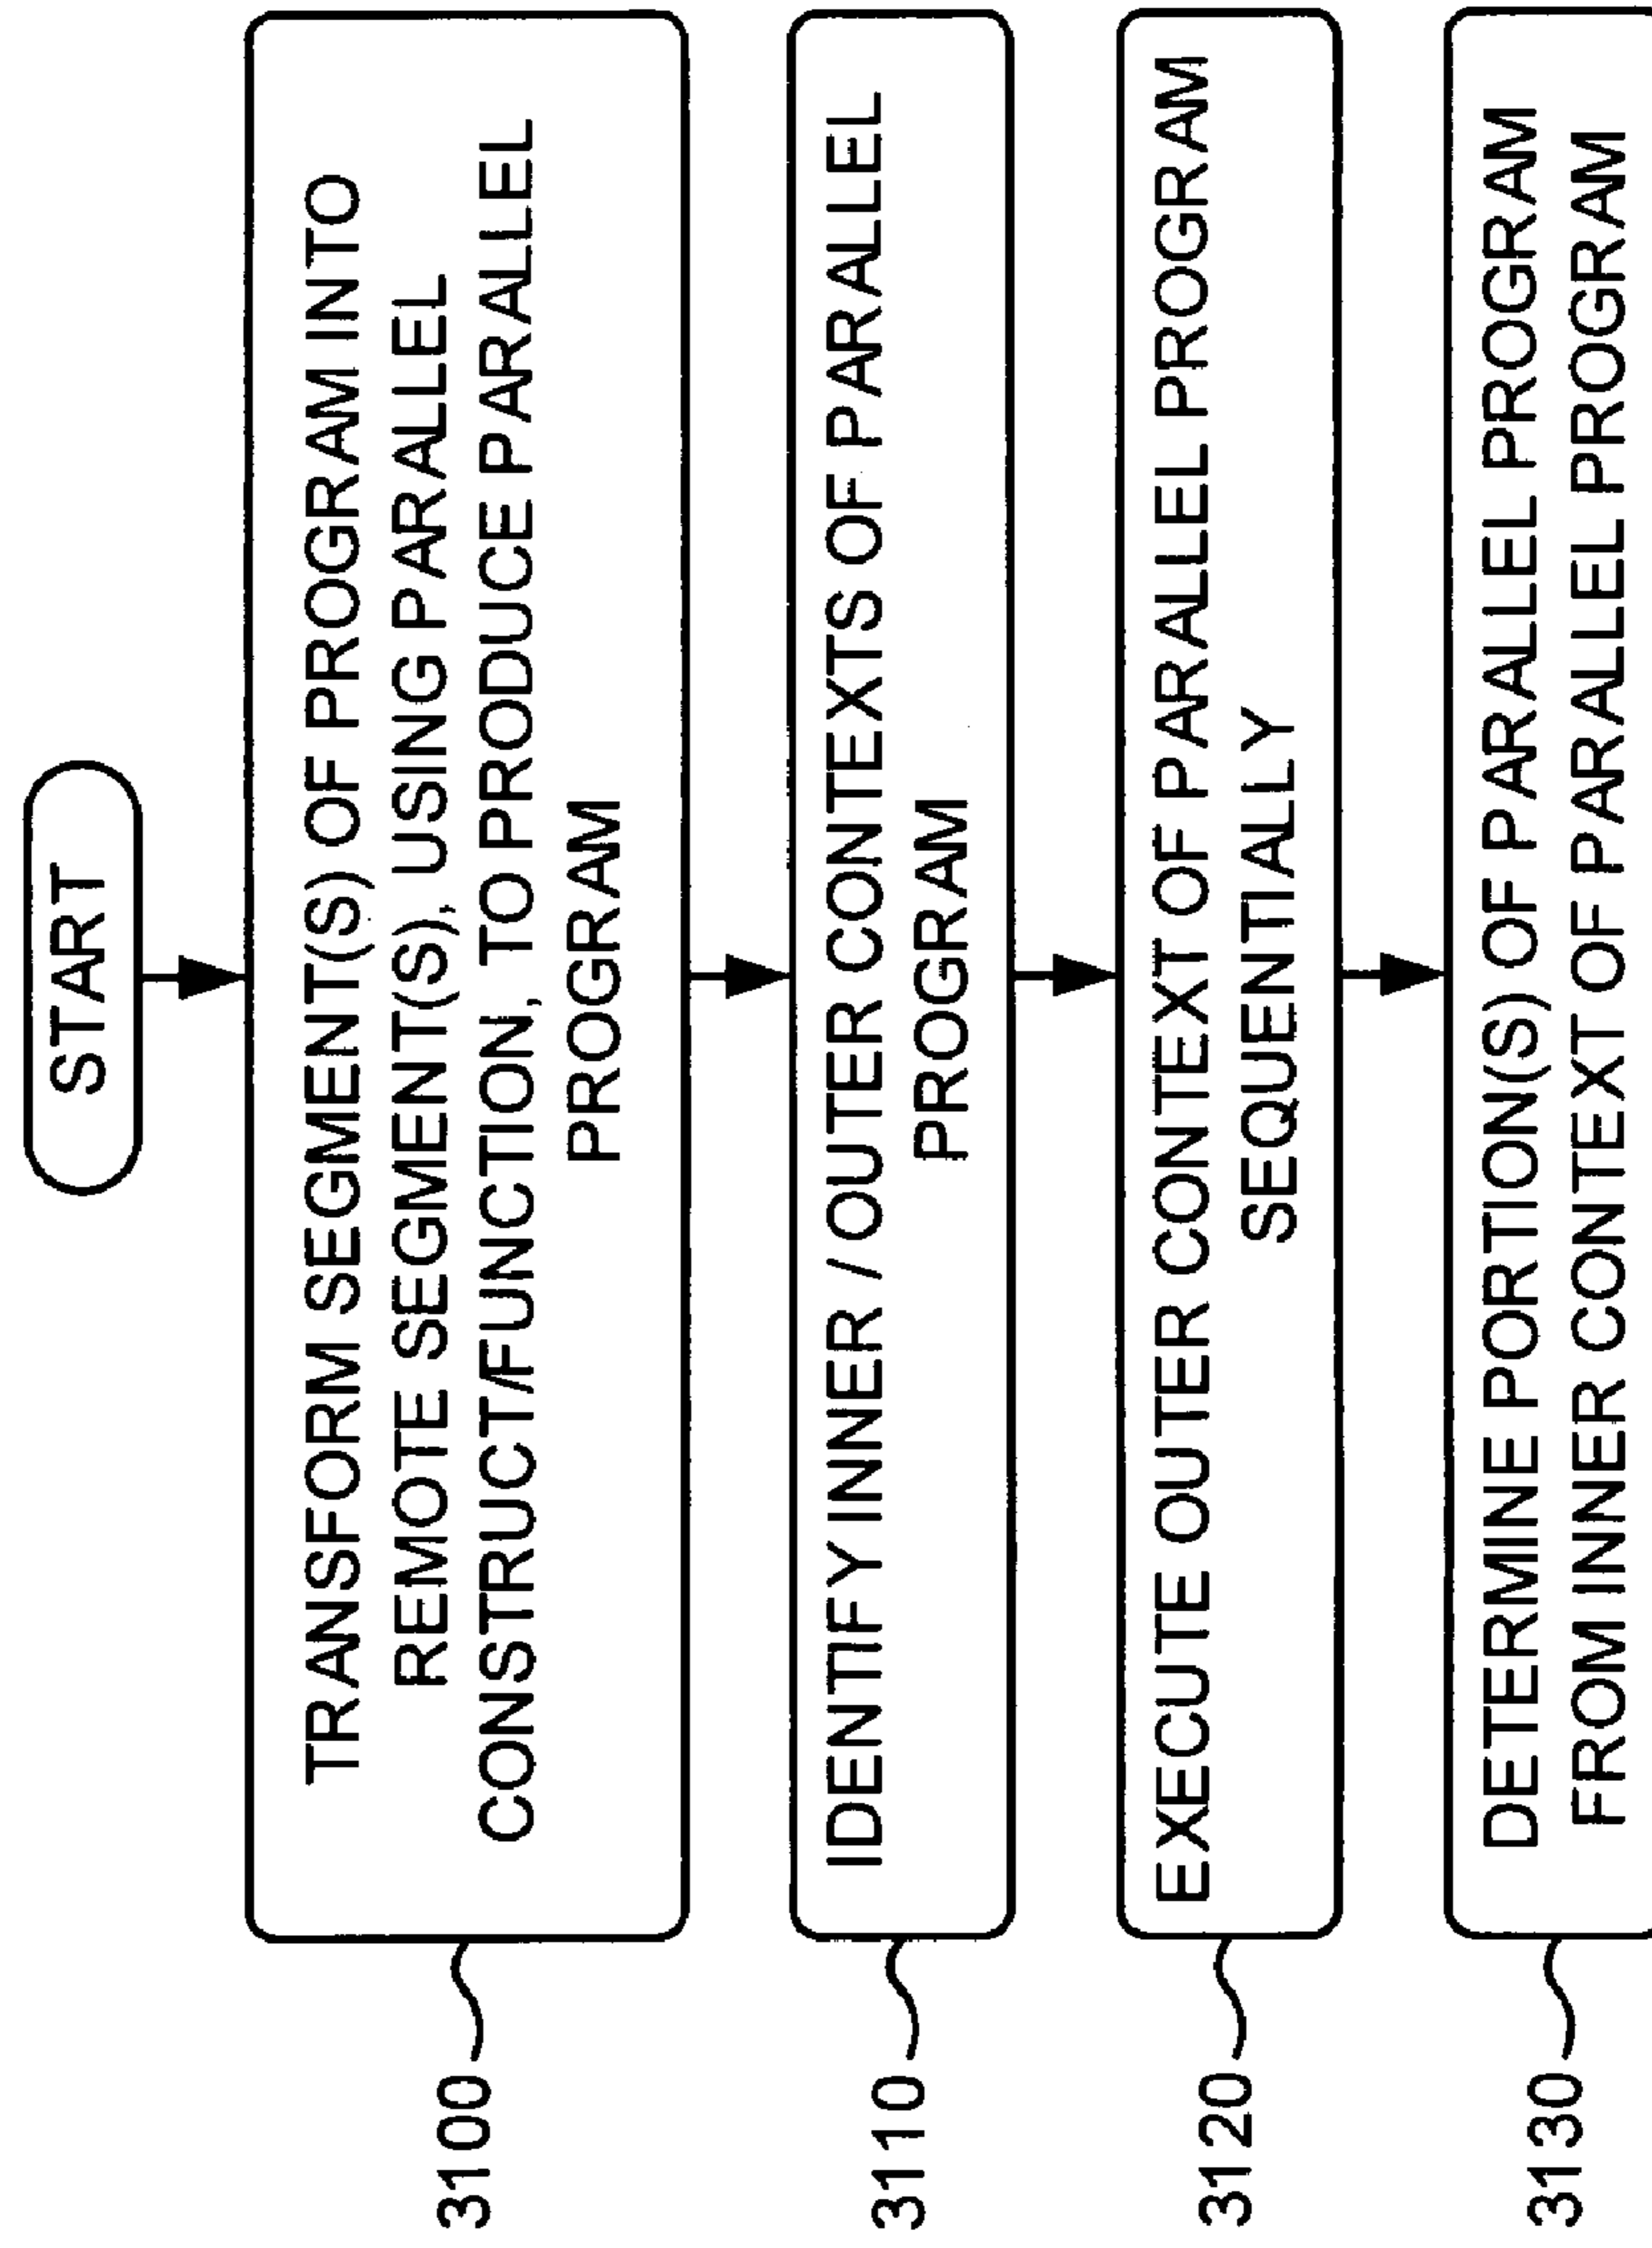 START
3100
TRANSFORM SEGMENT(S) OF PROGRAM INTO
REMOTE SEGMENT(S), USING PARALLEL
CONSTRUCT/FUNCTION, TO PRODUCE PARALLEL
PROGRAM
3110
IDENTIFY INNER / OUTER CONTEXTS OF PARALLEL
PROGRAM
3120
EXECUTE OUTER CONTEXT OF PARALLEL PROGRAM
SEQUENTIALLY
3130
DETERMINE PORTION(S) OF PARALLEL PROGRAM
FROM INNER CONTEXT OF PARALLEL PROGRAM